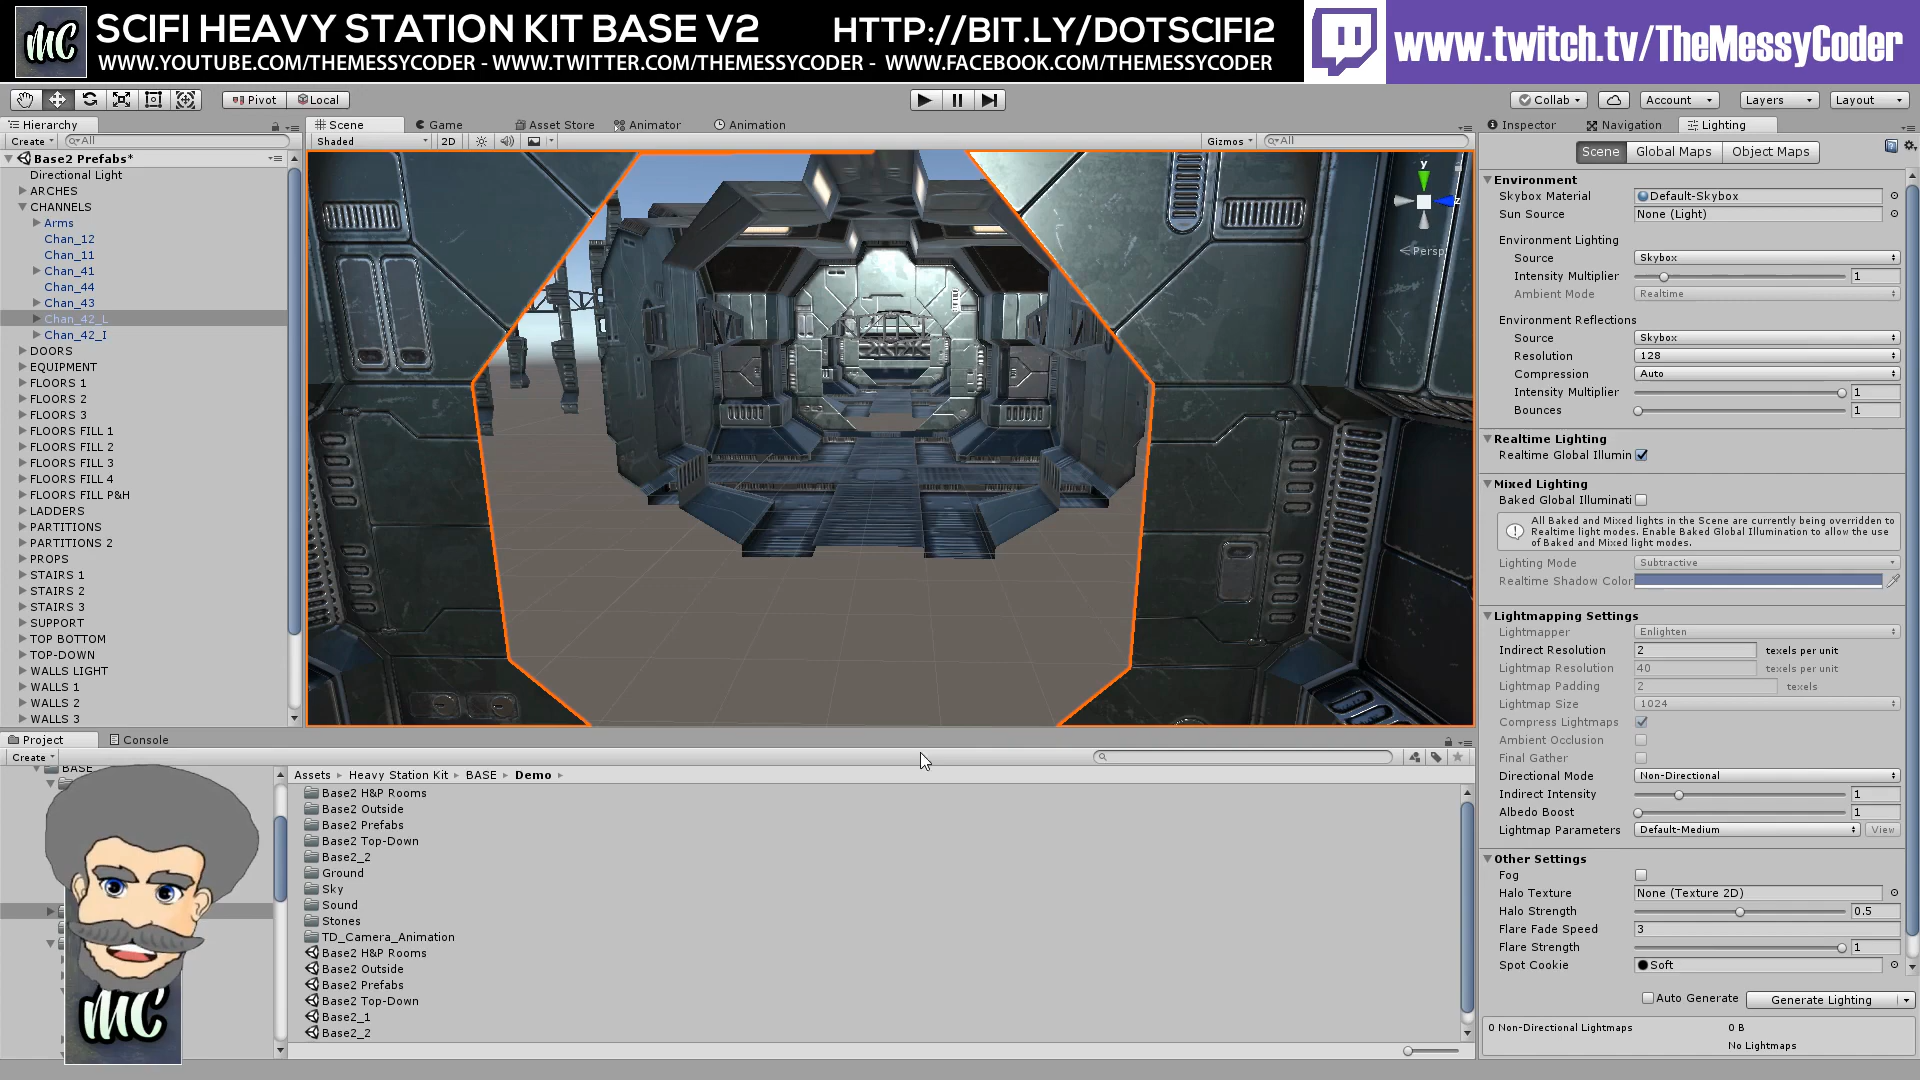 MC
SCIFI HEAVY STATION KIT BASE V2
HTTP://BIT.LY/DOTSCIFI2
WWW.YOUTUBE.COM/THEMESSYCODER - WWW.TWITTER.COM/THEMESSYCODER - WWW.FACEBOOK.COM/THEMESSYCODER
www.twitch.tv/TheMessyCoder
Pivot
Local
Collab
Account
Layers
Layout
Hierarchy
Create
All
Base2 Prefabs*
Directional Light
ARCHES
CHANNELS
Arms
Chan_12
Chan_11
Chan_41
Chan_44
Chan_43
Chan_42_L
Chan_42_I
DOORS
EQUIPMENT
FLOORS 1
FLOORS 2
FLOORS 3
FLOORS FILL 1
FLOORS FILL 2
FLOORS FILL 3
FLOORS FILL 4
FLOORS FILL P&H
LADDERS
PARTITIONS
PARTITIONS 2
PROPS
STAIRS 1
STAIRS 2
STAIRS 3
SUPPORT
TOP BOTTOM
TOP-DOWN
WALLS LIGHT
WALLS 1
WALLS 2
WALLS 3
Scene
Game
Asset Store
Animator
Animation
Shaded
2D
Gizmos
All
y
z
Persp
Inspector
Navigation
Lighting
Scene
Global Maps
Object Maps
Environment
Skybox Material Default-Skybox
Sun Source None (Light)
Environment Lighting
Source Skybox
Intensity Multiplier 1
Ambient Mode Realtime
Environment Reflections
Source Skybox
Resolution 128
Compression Auto
Intensity Multiplier 1
Bounces 1
Realtime Lighting
Realtime Global Illumin
Mixed Lighting
Baked Global Illuminati
All Baked and Mixed lights in the Scene are currently being overridden to
Realtime light modes. Enable Baked Global Illumination to allow the use
of Baked and Mixed light modes.
Lighting Mode Subtractive
Realtime Shadow Color
Lightmapping Settings
Lightmapper Enlighten
Indirect Resolution 2 texels per unit
Lightmap Resolution 40 texels per unit
Lightmap Padding 2 texels
Lightmap Size 1024
Compress Lightmaps
Ambient Occlusion
Final Gather
Directional Mode Non-Directional
Indirect Intensity 1
Albedo Boost 1
Lightmap Parameters Default-Medium View
Other Settings
Fog
Halo Texture None (Texture 2D)
Halo Strength 0.5
Flare Fade Speed 3
Flare Strength 1
Spot Cookie Soft
Auto Generate
Generate Lighting
0 Non-Directional Lightmaps 0 B
No Lightmaps
Project
Console
Create
BASE
MC
Assets Heavy Station Kit BASE Demo
Base2 H&P Rooms
Base2 Outside
Base2 Prefabs
Base2 Top-Down
Base2_2
Ground
Sky
Sound
Stones
TD_Camera_Animation
Base2 H&P Rooms
Base2 Outside
Base2 Prefabs
Base2 Top-Down
Base2_1
Base2_2